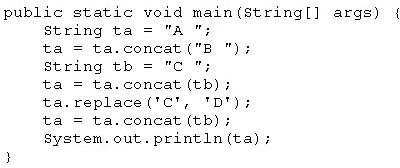 public static void main(String[] args) {
    String ta = "A ";
    ta = ta.concat("B ");
    String tb = "C ";
    ta = ta.concat(tb);
    ta.replace('C', 'D');
    ta = ta.concat(tb);
    System.out.println(ta);
}